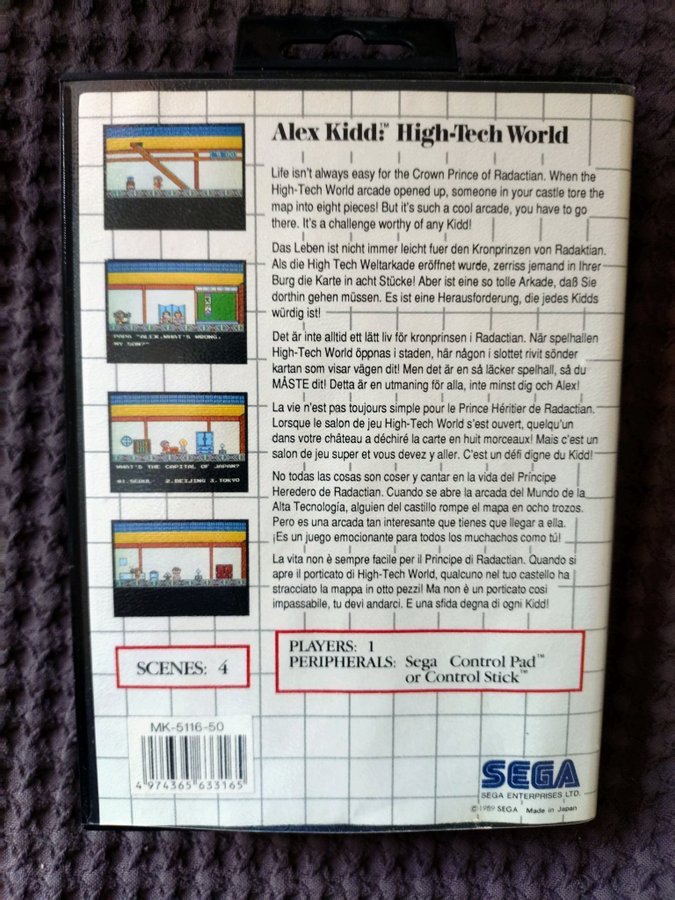 Alex Kidd:™ High-Tech World
Life isn't always easy for the Crown Prince of Radactian. When the
High-Tech World arcade opened up, someone in your castle tore the
map into eight pieces! But it's such a cool arcade, you have to go
there. It's a challenge worthy of any Kidd!
Das Leben ist nicht immer leicht fuer den Kronprinzen von Radaktian.
Als die High Tech Weltarkade eröffnet wurde, zerriss jemand in Ihrer
Burg die Karte in acht Stücke! Aber ist eine so tolle Arkade, daß Sie
dorthin gehen müssen. Es ist eine Herausforderung, die jedes Kidds
würdig ist!
Det är inte alltid ett lätt liv för kronprinsen i Radactian. När spelhallen
High-Tech World öppnas i staden, här någon i slottet rivit sönder
kartan som visar vägen dit! Men det är en så läcker spelhall, så du
MÅSTE dit! Detta är en utmaning för alla, inte minst dig och Alex!
La vie n'est pas toujours simple pour le Prince Héritier de Radactian.
Lorsque le salon de jeu High-Tech World s'est ouvert, quelqu'un
dans votre château a déchiré la carte en huit morceaux! Mais c'est un
salon de jeu super et vous devez y aller. C'est un défi digne du Kidd!
No todas las cosas son coser y cantar en la vida del Príncipe
Heredero de Radactian. Cuando se abre la arcada del Mundo de la
Alta Tecnología, alguien del castillo rompe el mapa en ocho trozos.
Pero es una arcada tan interesante que tienes que llegar a ella.
¡Es un juego emocionante para todos los muchachos como tú!
La vita non è sempre facile per il Principe di Radactian. Quando si
apre il porticato di High-Tech World, qualcuno nel tuo castello ha
stracciato la mappa in otto pezzi! Ma non è un porticato cosi
impassabile, tu devi andarci. E una sfida degna di ogni Kidd!
PAPA "ALEX,WHAT'S WRONG,
MY SON?"
WHAT'S THE CAPITAL OF JAPAN?
1.SEOUL 2.BEIJING 3.TOKYO
SCENES: 4
PLAYERS: 1
PERIPHERALS: Sega Control Pad™
or Control Stick™
MK-5116-50
4 974365 633165
SEGA
SEGA ENTERPRISES LTD.
©1989 SEGA Made in Japan